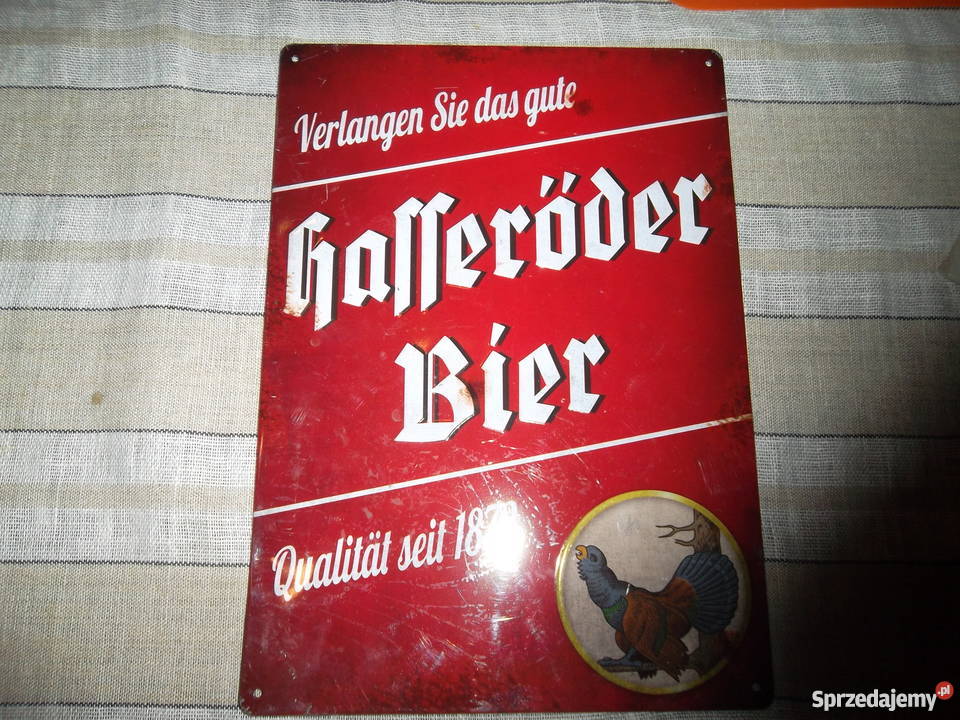 Verlangen Sie das gute
Hasseröder
Bier
Qualität seit
Sprzedajemy.pl